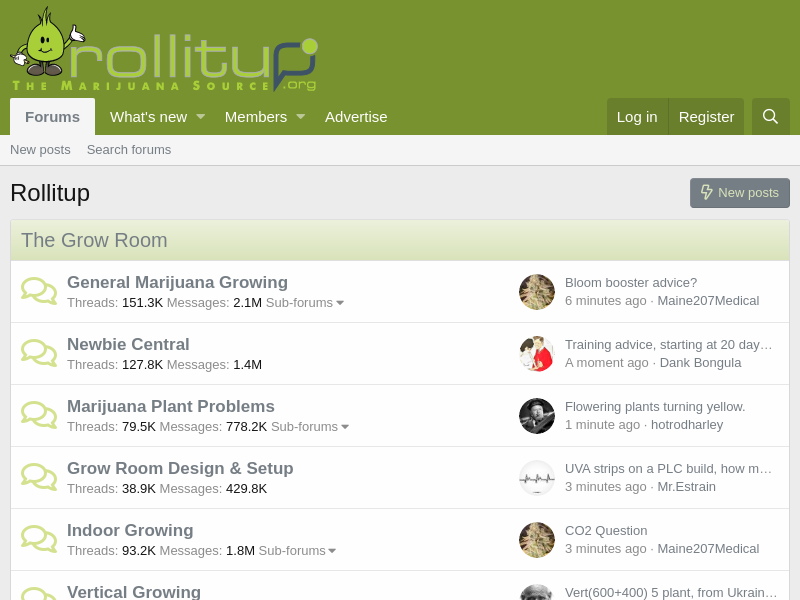 rollitup
THE MARIJUANA SOURCE .org
Forums What's new Members Advertise Log in Register
New posts Search forums
Rollitup
New posts
The Grow Room
General Marijuana Growing
Threads: 151.3K Messages: 2.1M Sub-forums
Bloom booster advice?
6 minutes ago · Maine207Medical
Newbie Central
Threads: 127.8K Messages: 1.4M
Training advice, starting at 20 day…
A moment ago · Dank Bongula
Marijuana Plant Problems
Threads: 79.5K Messages: 778.2K Sub-forums
Flowering plants turning yellow.
1 minute ago · hotrodharley
Grow Room Design & Setup
Threads: 38.9K Messages: 429.8K
UVA strips on a PLC build, how m…
3 minutes ago · Mr.Estrain
Indoor Growing
Threads: 93.2K Messages: 1.8M Sub-forums
CO2 Question
3 minutes ago · Maine207Medical
Vertical Growing
Vert(600+400) 5 plant, from Ukrain…